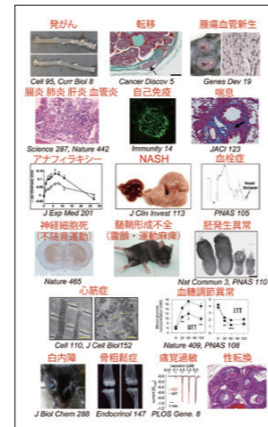 発がん 転移 腫瘍血管新生
Cell 95, Curr Biol 8 Cancer Discov 5 Genes Dev 19
腸炎 肺炎 肝炎 血管炎 自己免疫 喘息
Science 287, Nature 442 Immunity 14 JACI 123
アナフィラキシー NASH 血栓症
J Exp Med 201 J Clin Invest 113 PNAS 105
神経細胞死 髄鞘形成不全 胚発生異常
(不随意運動) (震顫・運動麻痺)
Nature 465 Nat Commun 3, PNAS 110
心筋症 血糖調節異常
GTT ITT
Cell 110, J Cell Biol152 Nature 409, PNAS 108
白内障 骨粗鬆症 痛覚過敏 性転換
J Biol Chem 288 Endocrinol 147 PLOS Gene. 8